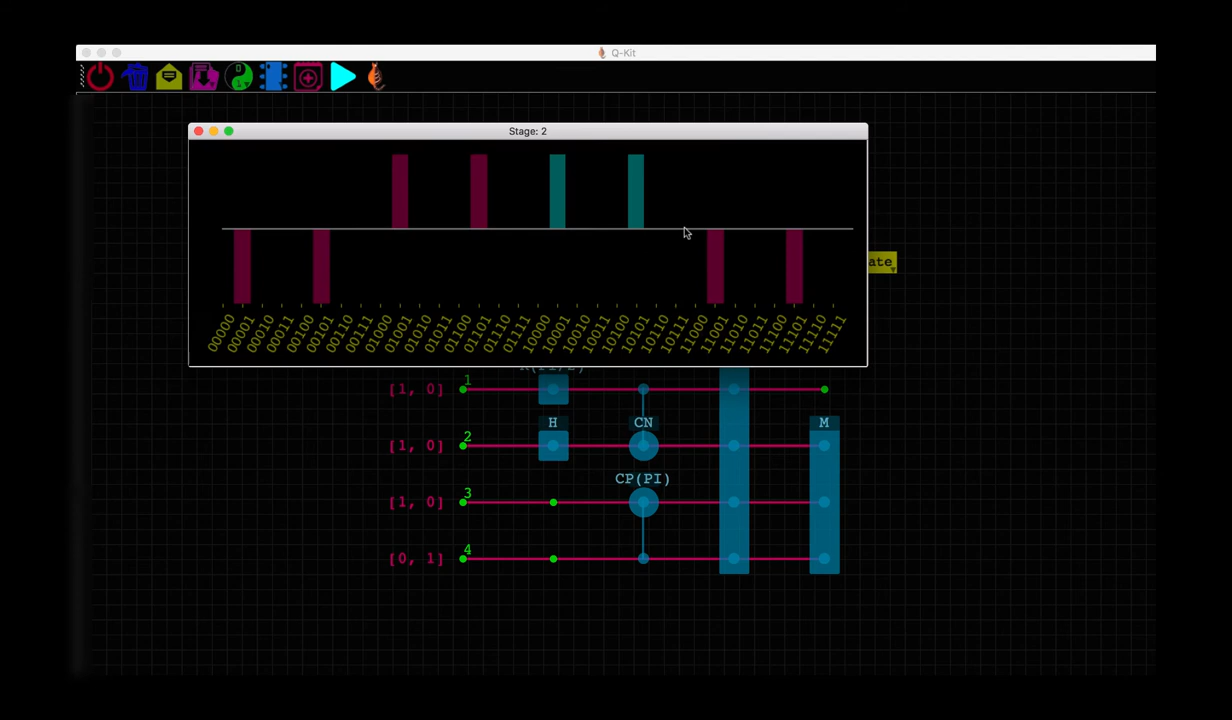 Q-Kit
Stage: 2
00000 00001 00010 00011 00100 00101 00110 00111 01000 01001 01010 01011 01100 01101 01110 01111 10000 10001 10010 10011 10100 10101 10110 10111 11000 11001 11010 11011 11100 11101 11110 11111
ate
[1, 0] 1
H CN M
[1, 0] 2
CP(PI)
[1, 0] 3
[0, 1] 4